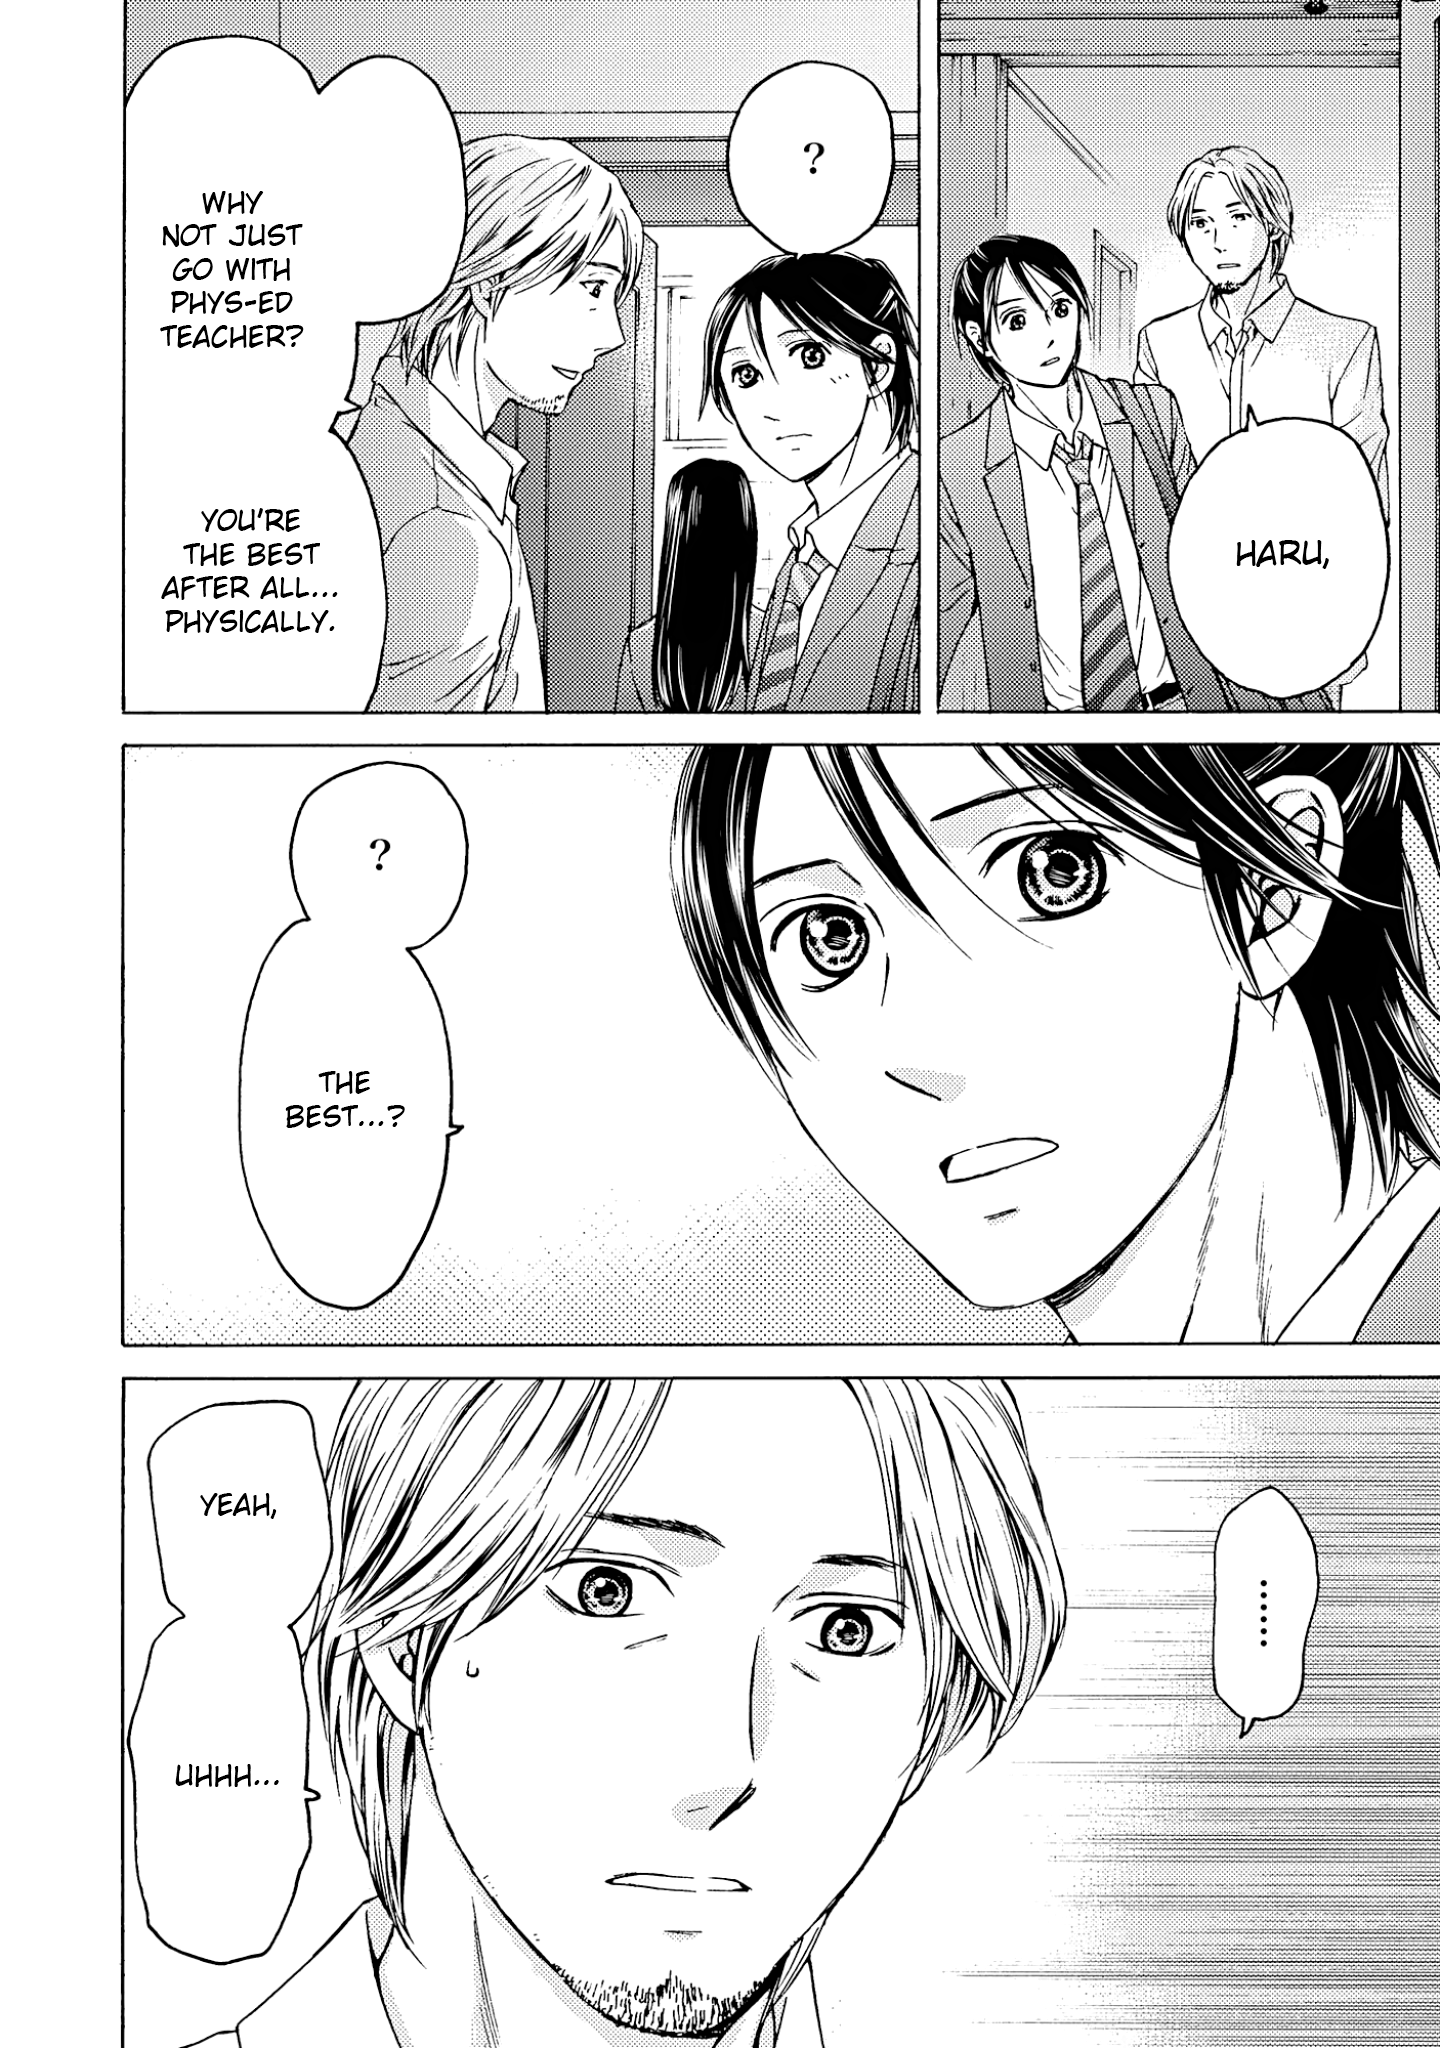 HARU,
?
WHY
NOT JUST
GO WITH
PHYS-ED
TEACHER?
YOU'RE
THE BEST
AFTER ALL...
PHYSICALLY.
?
THE
BEST...?
......
YEAH,
UHHH...